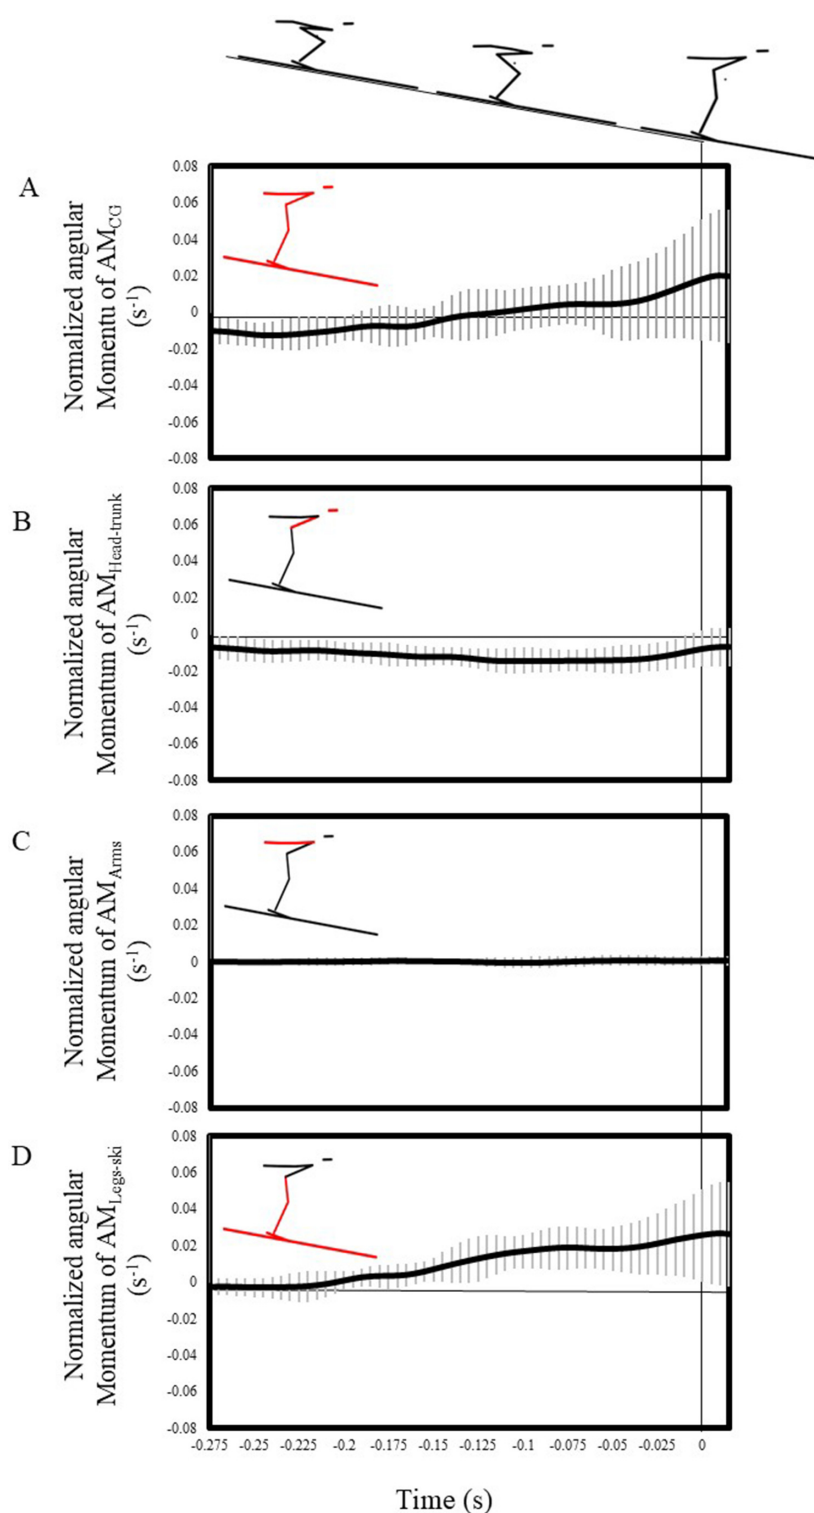 A
Normalized angular
Momentu of AM_CG
(s⁻¹)
0.08
0.06
0.04
0.02
0
-0.02
-0.04
-0.06
-0.08
B
Normalized angular
Momentum of AM_Head-trunk
(s⁻¹)
0.08
0.06
0.04
0.02
0
-0.02
-0.04
-0.06
-0.08
C
Normalized angular
Momentum of AM_Arms
(s⁻¹)
0.08
0.06
0.04
0.02
0
-0.02
-0.04
-0.06
-0.08
D
Normalized angular
Momentum of AM_Legs-ski
(s⁻¹)
0.08
0.06
0.04
0.02
0
-0.02
-0.04
-0.06
-0.08
-0.275 -0.25 -0.225 -0.2 -0.175 -0.15 -0.125 -0.1 -0.075 -0.05 -0.025 0
Time (s)